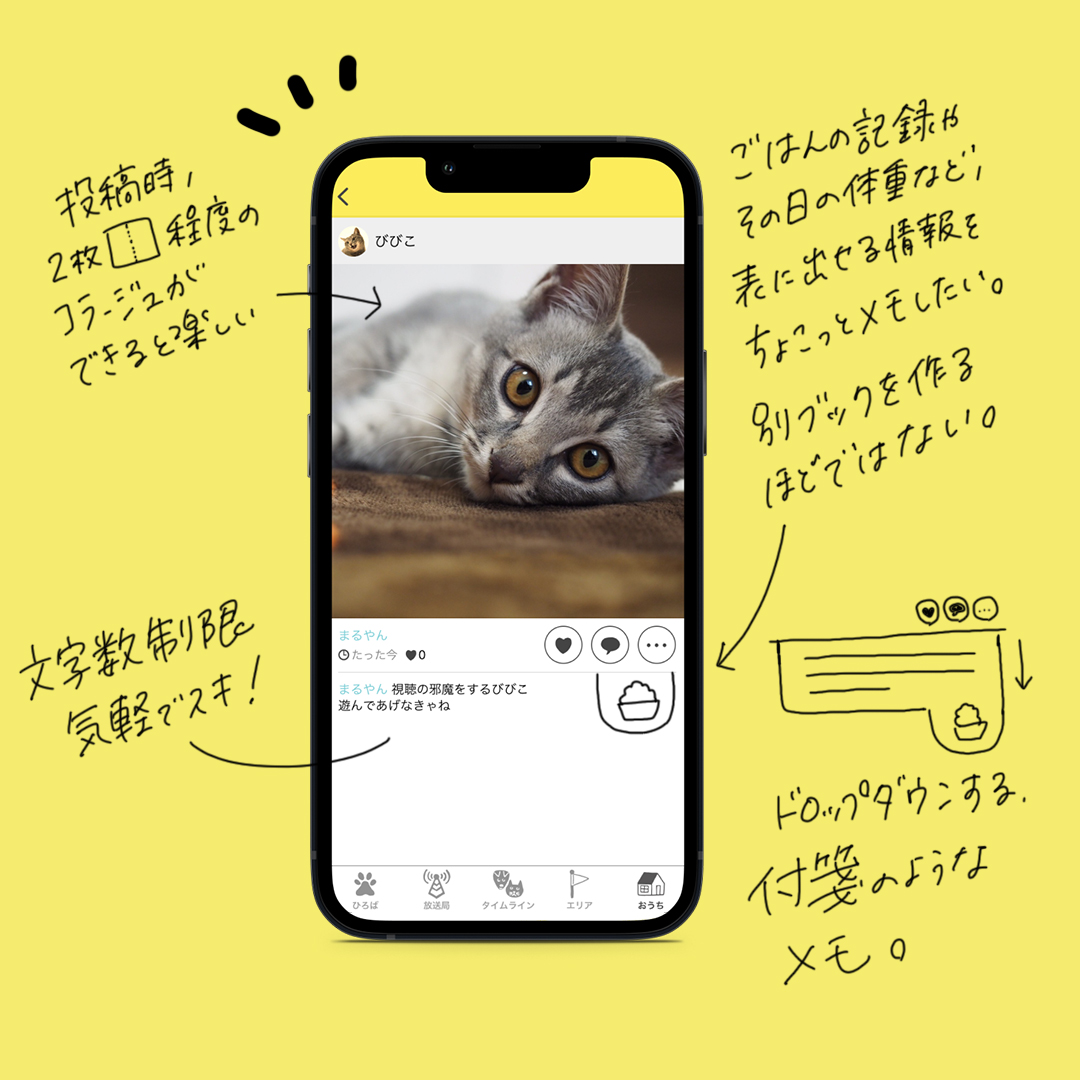 投稿時,
2枚 程度の
コラージュが
できると楽しい
文字数制限
気軽でスキ!
びびこ
まるやん
たった今 ♥0
まるやん 視聴の邪魔をするびびこ
遊んであげなきゃね
ひろば
放送局
タイムライン
エリア
おうち
ごはんの記録や
その日の体重など,
表に出せる情報を
ちょこっとメモしたい。
別ブックを作る
ほどではない。
ドロップダウンする.
付箋のような
メモ。